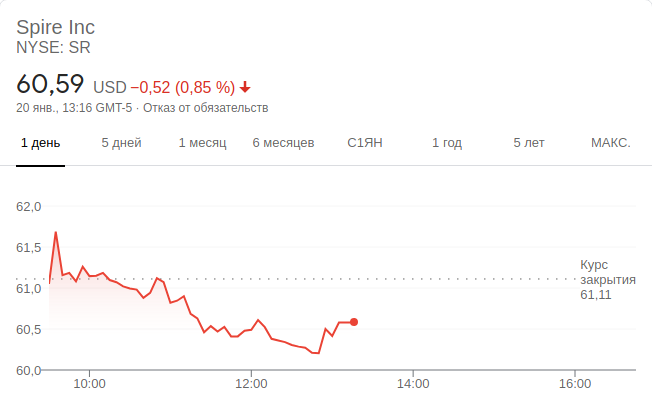 Spire Inc
NYSE: SR
60,59 USD −0,52 (0,85 %)
20 янв., 13:16 GMT-5 · Отказ от обязательств
1 день 5 дней 1 месяц 6 месяцев С1ЯН 1 год 5 лет МАКС.
62,0
61,5
Курс
закрытия
61,11
61,0
60,5
60,0
10:00 12:00 14:00 16:00